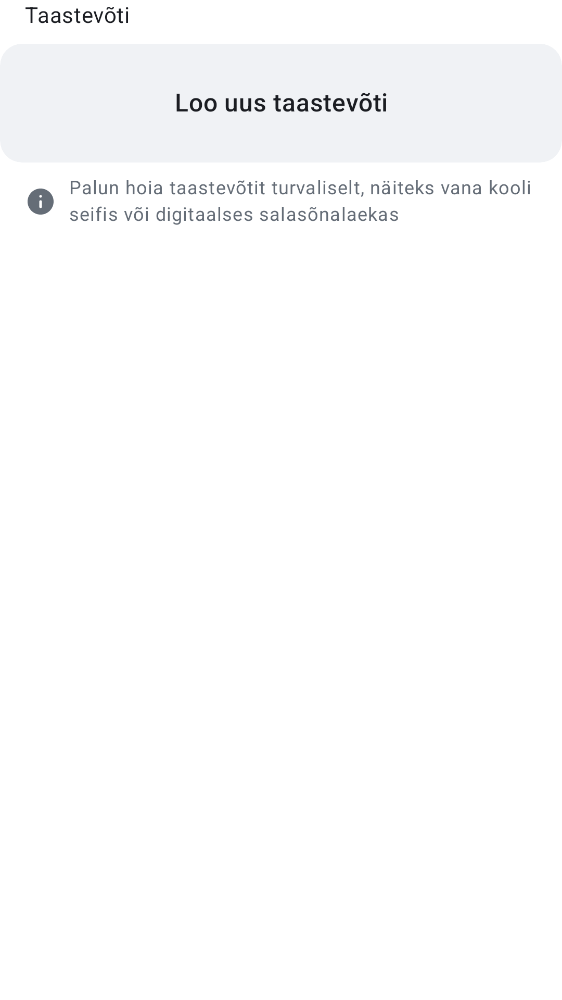 Taastevõti
Loo uus taastevõti
Palun hoia taastevõtit turvaliselt, näiteks vana kooli
seifis või digitaalses salasõnalaekas